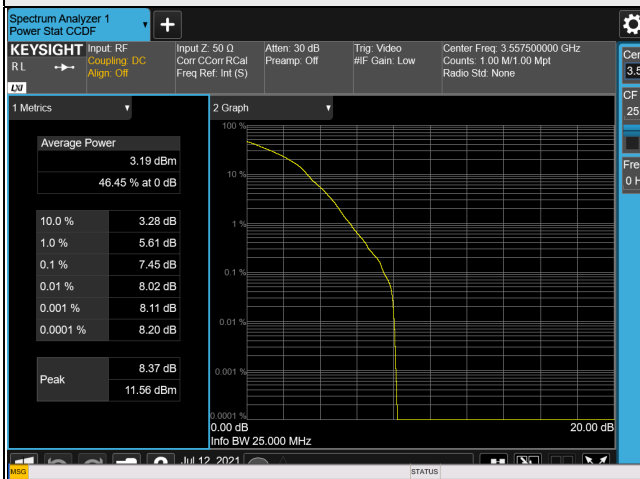 Spectrum Analyzer 1
Power Stat CCDF
+
KEYSIGHT
RL
LXI
Input: RF
Coupling: DC
Align: Off
Input Z: 50 Ω
Corr CCorr RCal
Freq Ref: Int (S)
Atten: 30 dB
Preamp: Off
Trig: Video
#IF Gain: Low
Center Freq: 3.557500000 GHz
Counts: 1.00 M/1.00 Mpt
Radio Std: None
1 Metrics
Average Power
3.19 dBm
46.45 % at 0 dB
10.0 % 3.28 dB
1.0 % 5.61 dB
0.1 % 7.45 dB
0.01 % 8.02 dB
0.001 % 8.11 dB
0.0001 % 8.20 dB
Peak
8.37 dB
11.56 dBm
2 Graph
100 %
10 %
1 %
0.1 %
0.01 %
0.001 %
0.0001 %
0.00 dB 20.00 dB
Info BW 25.000 MHz
Jul 12, 2021
MSG STATUS
CF
25
0 H